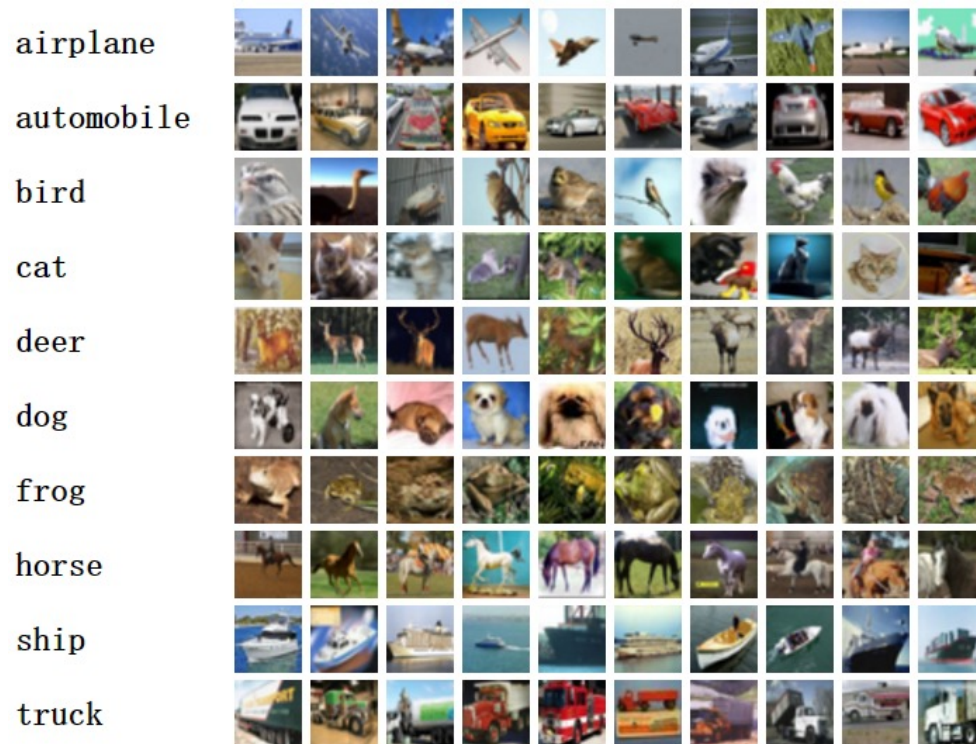 airplane
automobile
bird
cat
deer
dog
frog
horse
ship
truck